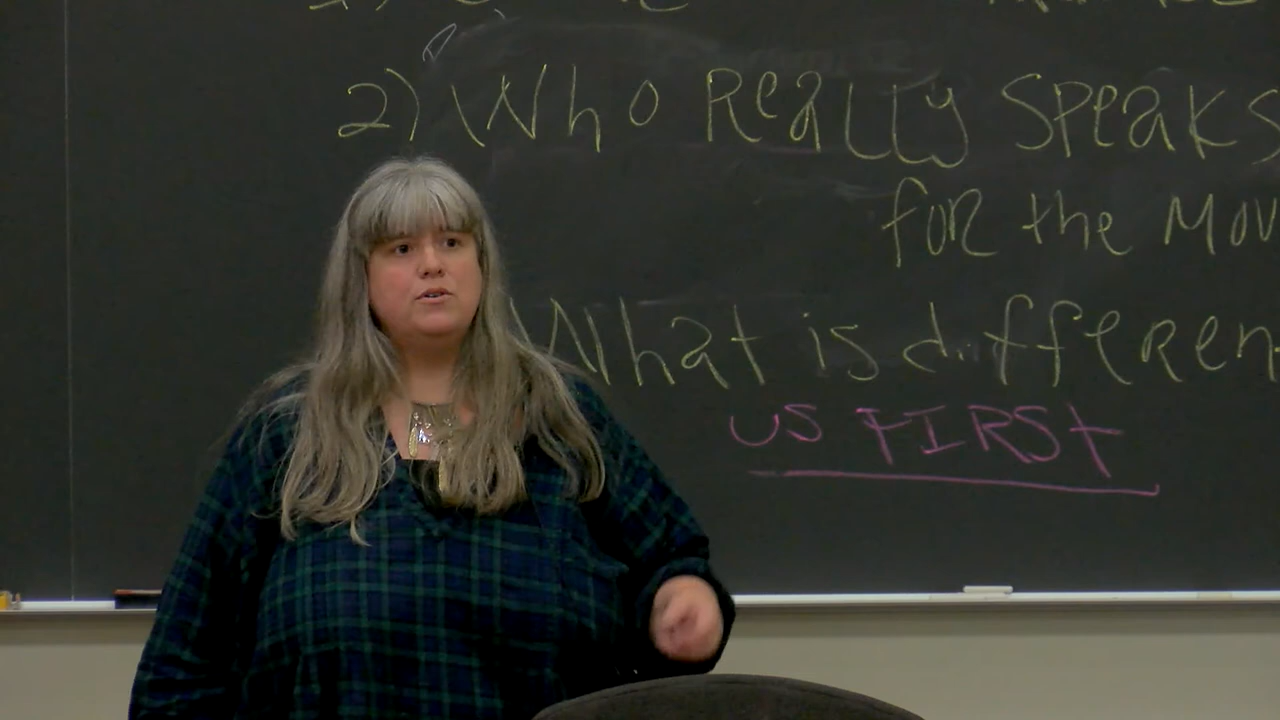 2) Who Really Speaks
for the Mov
What is differen
US FIRST